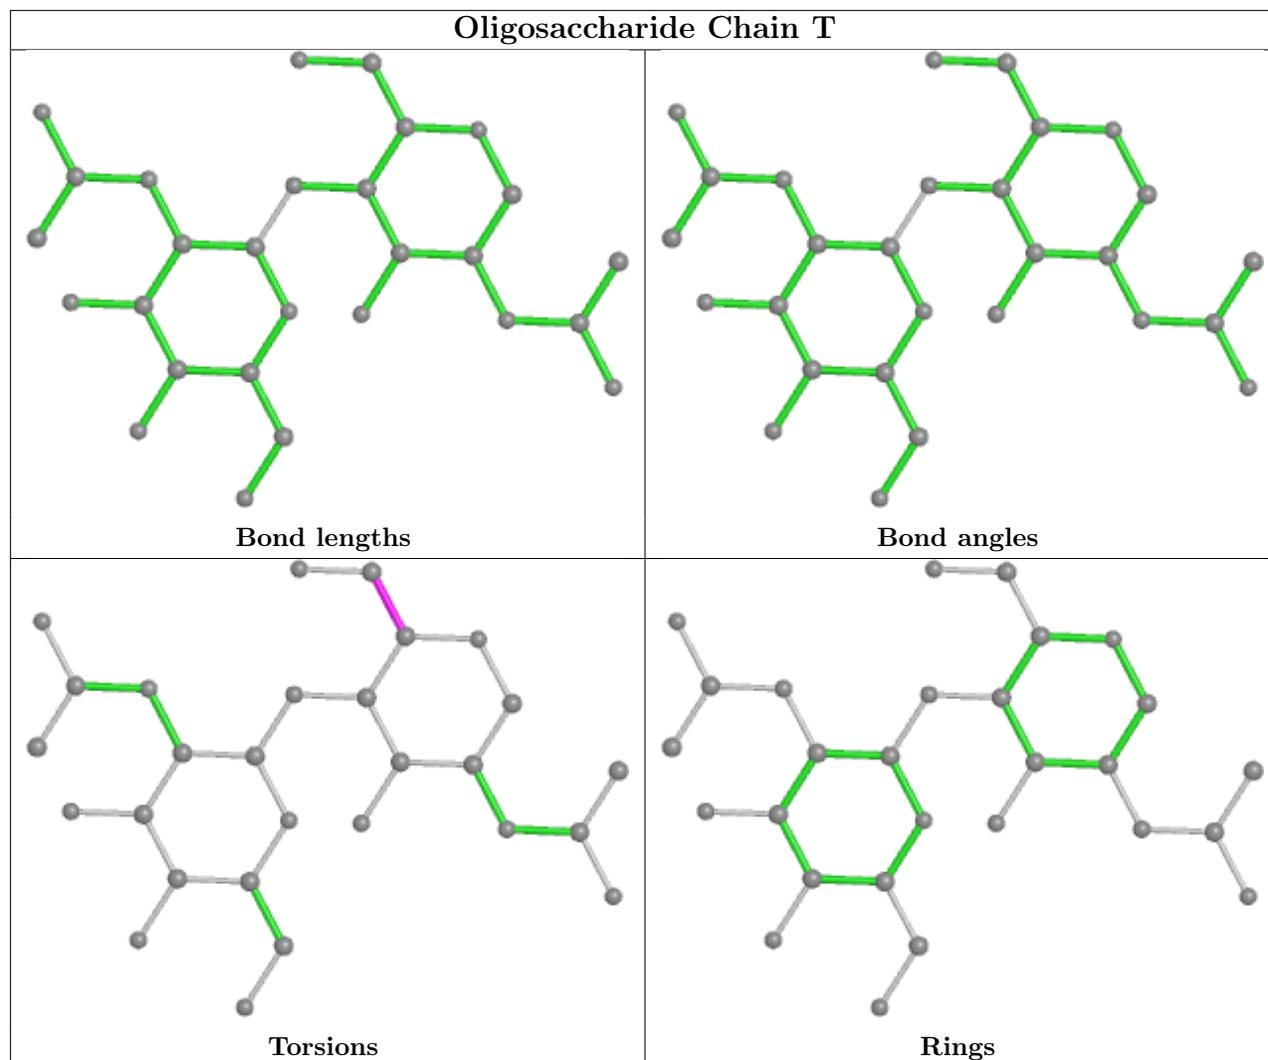 Oligosaccharide Chain T
Bond lengths
Bond angles
Torsions
Rings